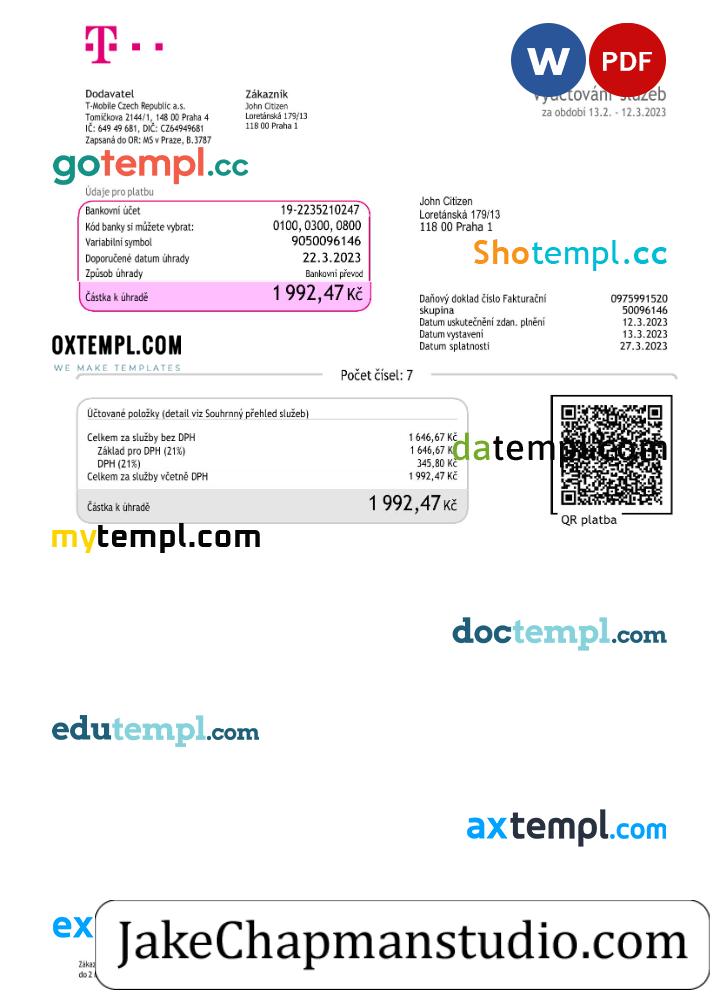 T
W PDF
Vyúčtování služeb
za období 13.2. - 12.3.2023
Dodavatel
T-Mobile Czech Republic a.s.
Tomíčkova 2144/1, 148 00 Praha 4
IČ: 649 49 681, DIČ: CZ64949681
Zapsaná do OR: MS v Praze, B.3787
Zákazník
John Citizen
Loretánská 179/13
118 00 Praha 1
gotempl.cc
Údaje pro platbu
Bankovní účet 19-2235210247
Kód banky si můžete vybrat: 0100, 0300, 0800
Variabilní symbol 9050096146
Doporučené datum úhrady 22.3.2023
Způsob úhrady Bankovní převod
Částka k úhradě 1 992,47 Kč
John Citizen
Loretánská 179/13
118 00 Praha 1
Shotempl.cc
Daňový doklad číslo Fakturační 0975991520
skupina 50096146
Datum uskutečnění zdan. plnění 12.3.2023
Datum vystavení 13.3.2023
Datum splatnosti 27.3.2023
OXTEMPL.COM
WE MAKE TEMPLATES
Počet čísel: 7
Účtované položky (detail viz Souhrnný přehled služeb)
Celkem za služby bez DPH 1 646,67 Kč
Základ pro DPH (21%) 1 646,67 Kč
DPH (21%) 345,80 Kč
Celkem za služby včetně DPH 1 992,47 Kč
Částka k úhradě 1 992,47 Kč
datempl.com
QR platba
mytempl.com
doctempl.com
edutempl.com
axtempl.com
ex
JakeChapmanstudio.com
Záka
do 2